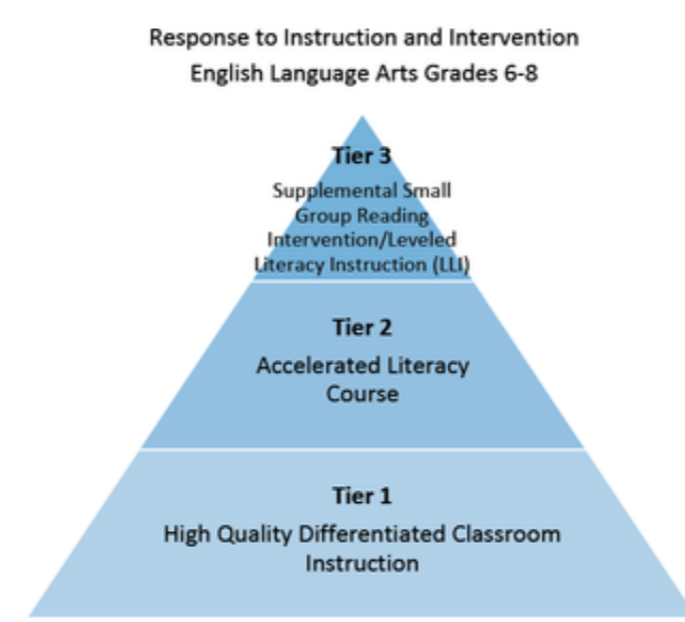 Response to Instruction and Intervention
English Language Arts Grades 6-8
Tier 3
Supplemental Small
Group Reading
Intervention/Leveled
Literacy Instruction (LLI)
Tier 2
Accelerated Literacy
Course
Tier 1
High Quality Differentiated Classroom
Instruction